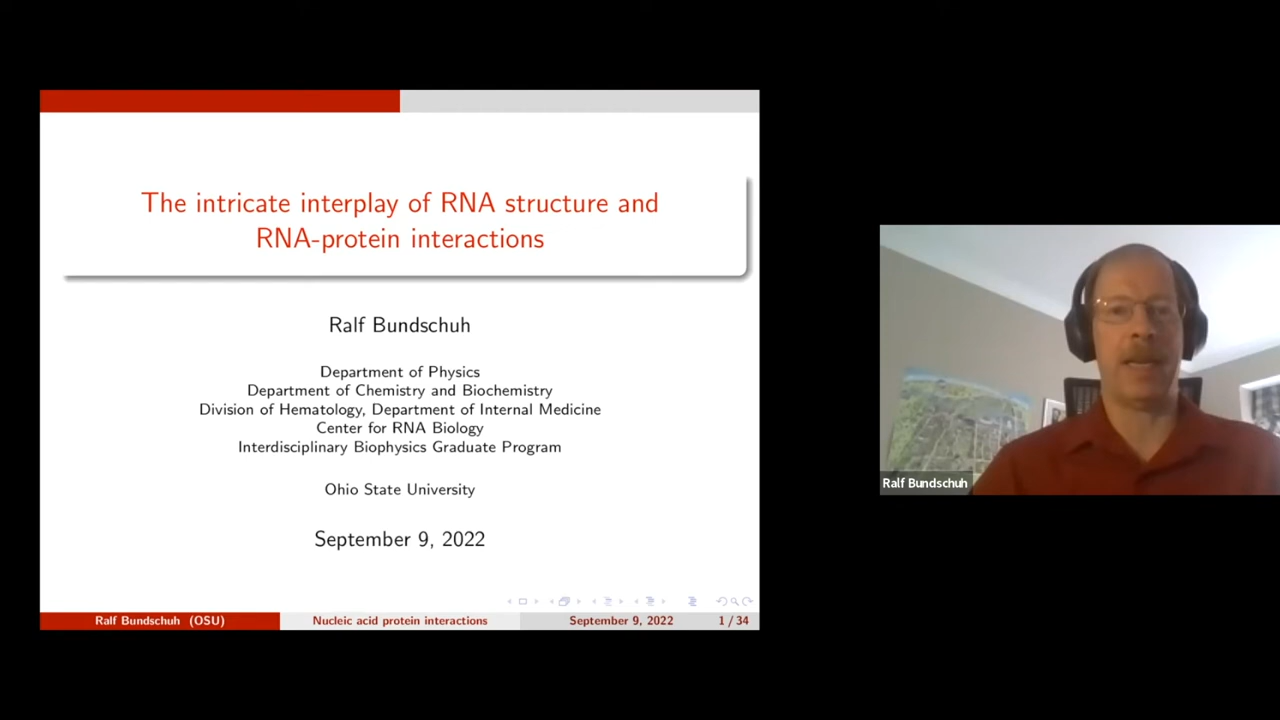 The intricate interplay of RNA structure and
RNA-protein interactions
Ralf Bundschuh
Department of Physics
Department of Chemistry and Biochemistry
Division of Hematology, Department of Internal Medicine
Center for RNA Biology
Interdisciplinary Biophysics Graduate Program
Ohio State University
September 9, 2022
Ralf Bundschuh (OSU) Nucleic acid protein interactions September 9, 2022 1 / 34
Ralf Bundschuh